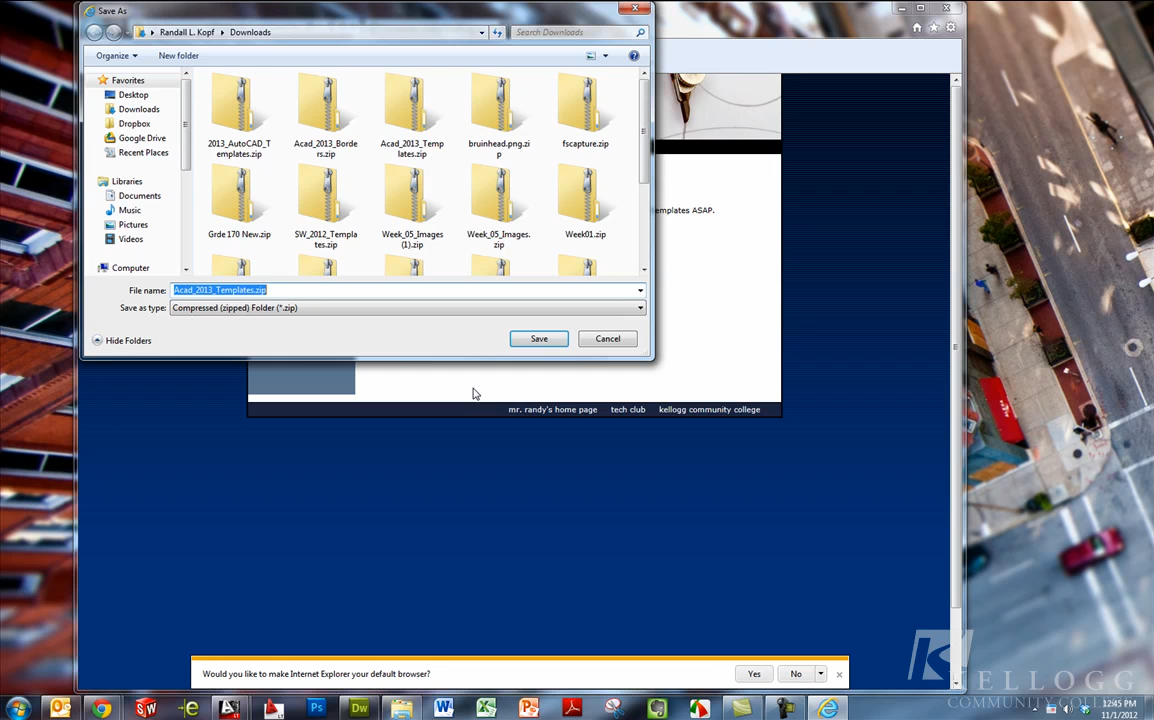 Save As
Randall L. Kopf
Downloads
Search Downloads
Organize
New folder
Favorites
Desktop
Downloads
Dropbox
Google Drive
Recent Places
Libraries
Documents
Music
Pictures
Videos
Computer
2013_AutoCAD_T
emplates.zip
Acad_2013_Borde
rs.zip
Acad_2013_Temp
lates.zip
bruinhead.png.zi
p
fscapture.zip
Grde 170 New.zip
SW_2012_Templa
tes.zip
Week_05_Images
(1).zip
Week_05_Images.
zip
Week01.zip
File name: Acad_2013_Templates.zip
Save as type: Compressed (zipped) Folder (*.zip)
Hide Folders
Save
Cancel
emplates ASAP.
mr. randy's home page tech club kellogg community college
Would you like to make Internet Explorer your default browser?
Yes
No
KELLOGG
COMMUNITY
12:45 PM
11/1/2012